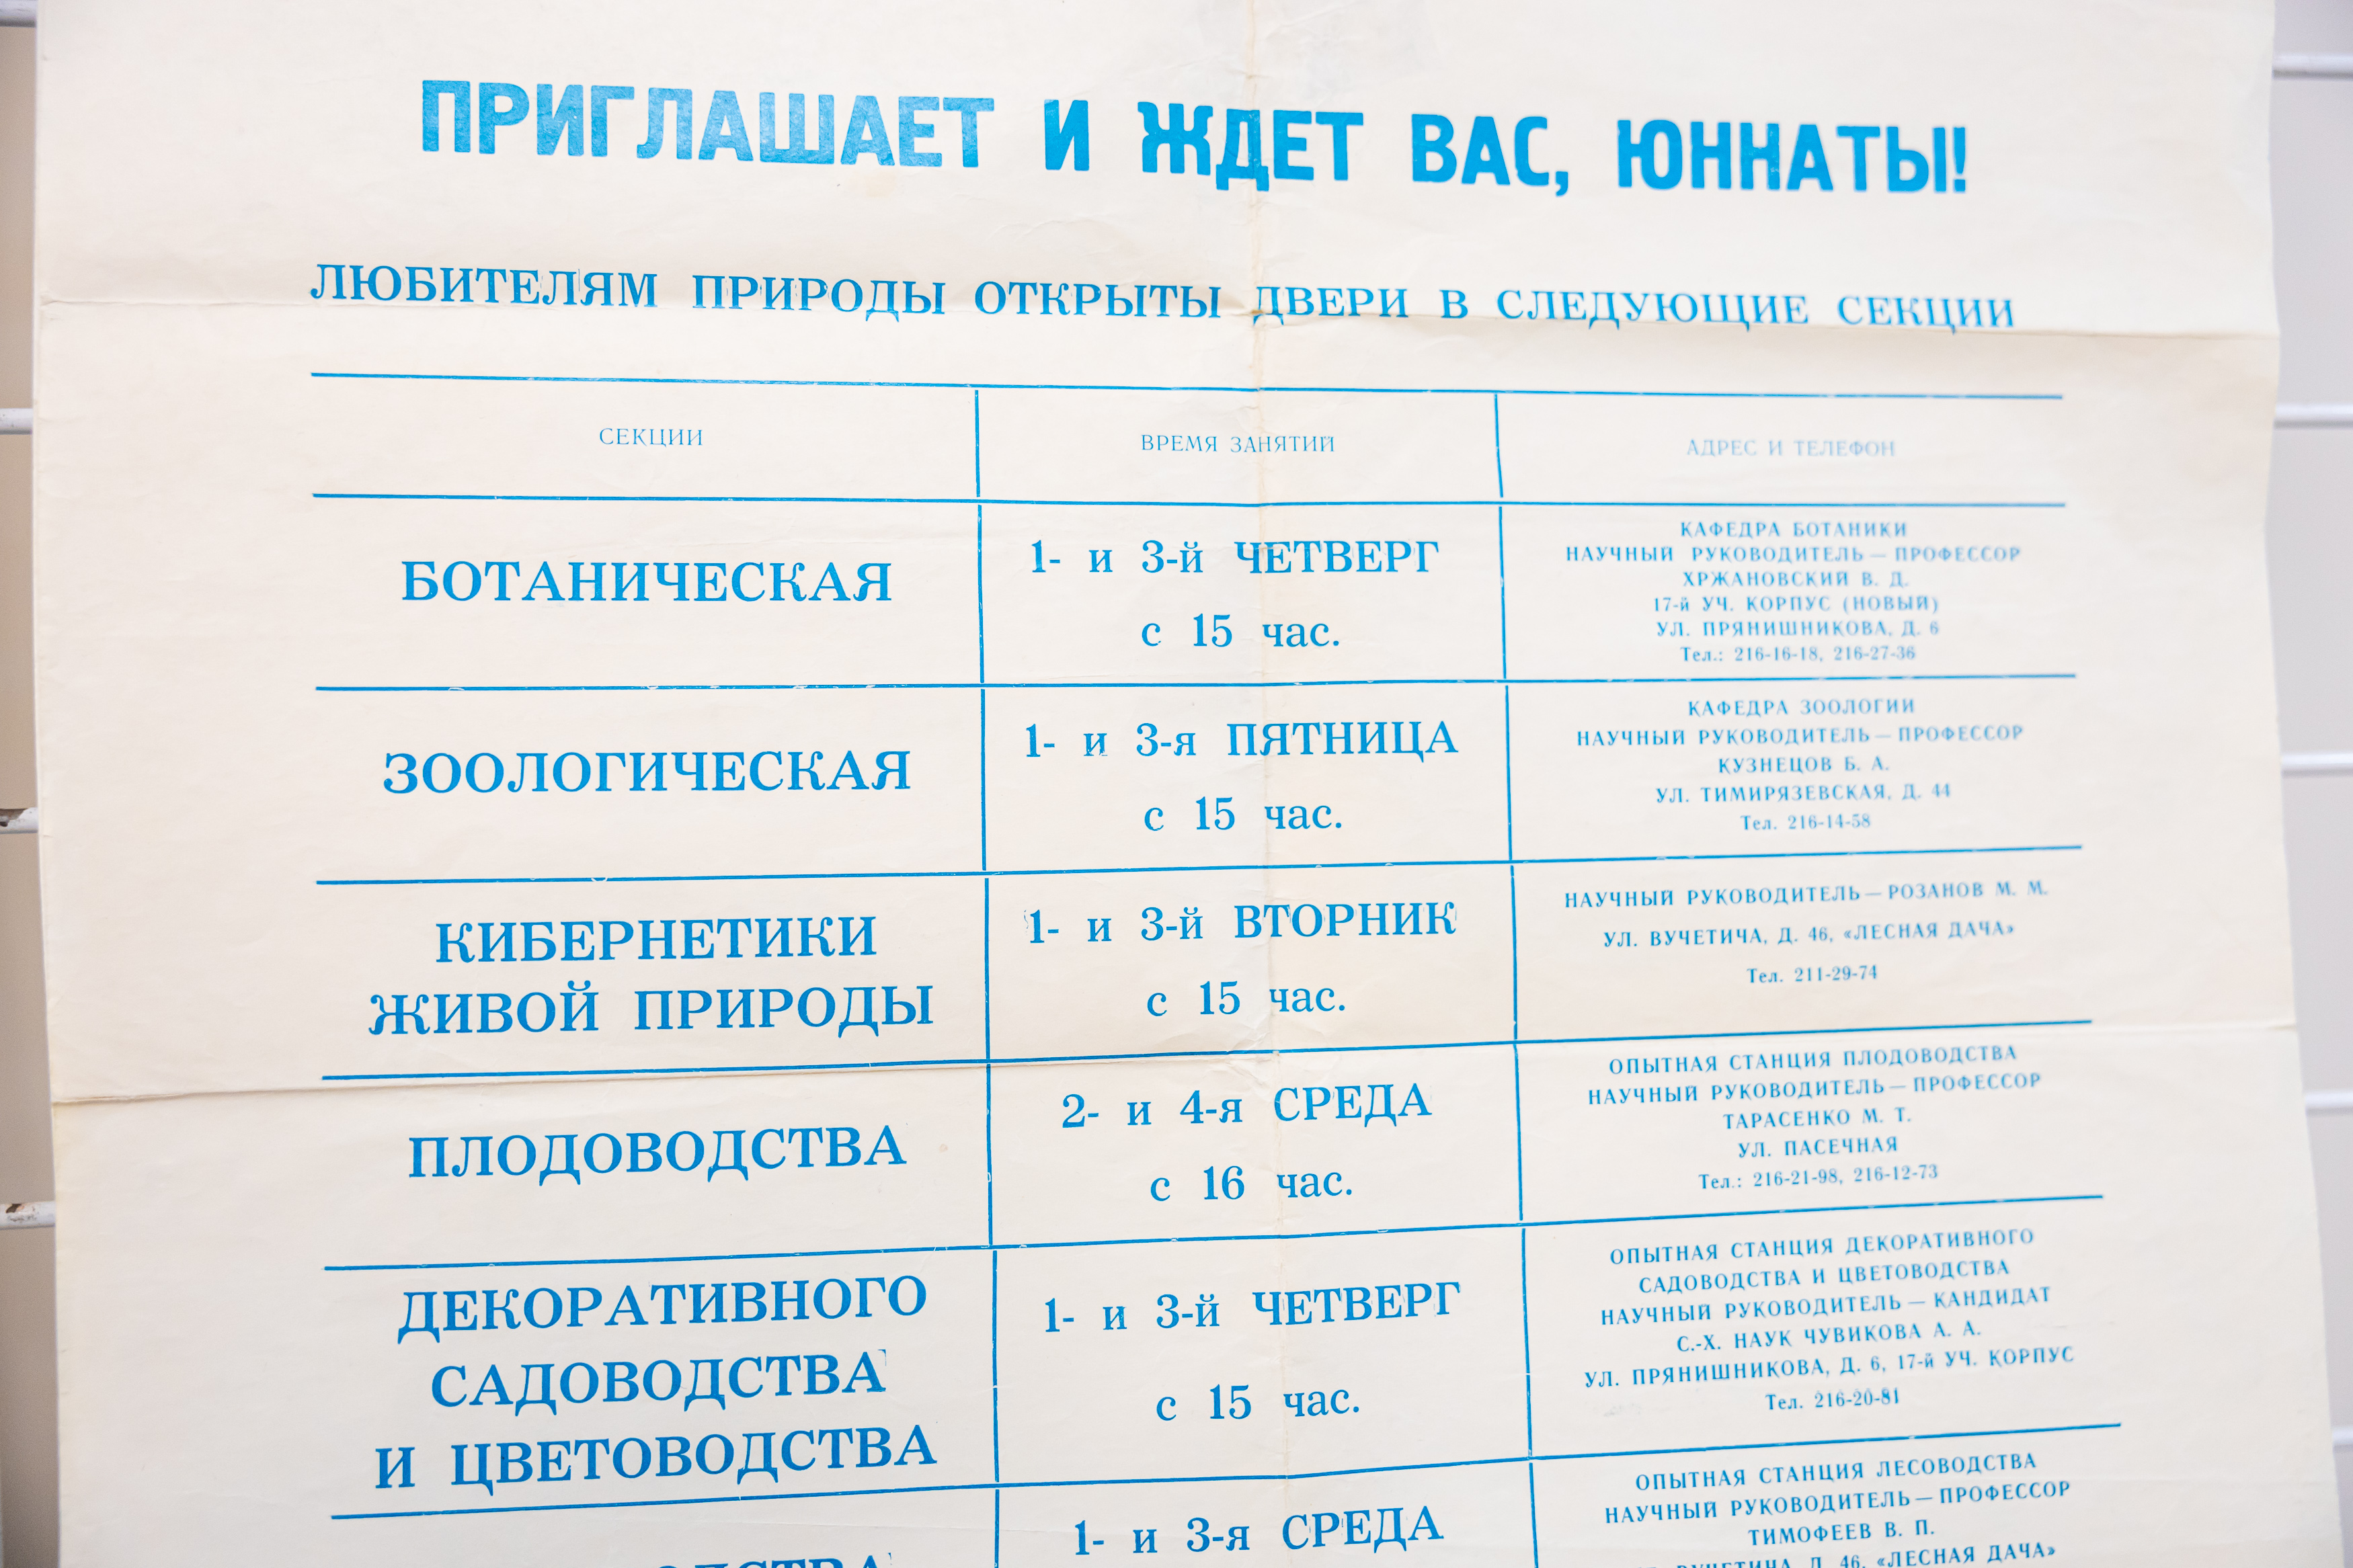 ПРИГЛАШАЕТ И ЖДЕТ ВАС, ЮННАТЫ!
ЛЮБИТЕЛЯМ ПРИРОДЫ ОТКРЫТЫ ДВЕРИ В СЛЕДУЮЩИЕ СЕКЦИИ
СЕКЦИИ
ВРЕМЯ ЗАНЯТИЙ
АДРЕС И ТЕЛЕФОН
БОТАНИЧЕСКАЯ
1- и 3-й ЧЕТВЕРГ
с 15 час.
КАФЕДРА БОТАНИКИ
НАУЧНЫЙ РУКОВОДИТЕЛЬ — ПРОФЕССОР
ХРЖАНОВСКИЙ В. Д.
17-й УЧ. КОРПУС (НОВЫЙ)
УЛ. ПРЯНИШНИКОВА, Д. 6
Тел.: 216-16-18, 216-27-36
ЗООЛОГИЧЕСКАЯ
1- и 3-я ПЯТНИЦА
с 15 час.
КАФЕДРА ЗООЛОГИИ
НАУЧНЫЙ РУКОВОДИТЕЛЬ — ПРОФЕССОР
КУЗНЕЦОВ Б. А.
УЛ. ТИМИРЯЗЕВСКАЯ, Д. 44
Тел. 216-14-58
КИБЕРНЕТИКИ
ЖИВОЙ ПРИРОДЫ
1- и 3-й ВТОРНИК
с 15 час.
НАУЧНЫЙ РУКОВОДИТЕЛЬ — РОЗАНОВ М. М.
УЛ. ВУЧЕТИЧА, Д. 46, «ЛЕСНАЯ ДАЧА»
Тел. 211-29-74
ПЛОДОВОДСТВА
2- и 4-я СРЕДА
с 16 час.
ОПЫТНАЯ СТАНЦИЯ ПЛОДОВОДСТВА
НАУЧНЫЙ РУКОВОДИТЕЛЬ — ПРОФЕССОР
ТАРАСЕНКО М. Т.
УЛ. ПАСЕЧНАЯ
Тел.: 216-21-98, 216-12-73
ДЕКОРАТИВНОГО
САДОВОДСТВА
И ЦВЕТОВОДСТВА
1- и 3-й ЧЕТВЕРГ
с 15 час.
ОПЫТНАЯ СТАНЦИЯ ДЕКОРАТИВНОГО
САДОВОДСТВА И ЦВЕТОВОДСТВА
НАУЧНЫЙ РУКОВОДИТЕЛЬ — КАНДИДАТ
С.-Х. НАУК ЧУВИКОВА А. А.
УЛ. ПРЯНИШНИКОВА, Д. 6, 17-й УЧ. КОРПУС
Тел. 216-20-81
1- и 3-я СРЕДА
ОПЫТНАЯ СТАНЦИЯ ЛЕСОВОДСТВА
НАУЧНЫЙ РУКОВОДИТЕЛЬ — ПРОФЕССОР
ТИМОФЕЕВ В. П.
ВУЧЕТИЧА, Д. 46, «ЛЕСНАЯ ДАЧА»